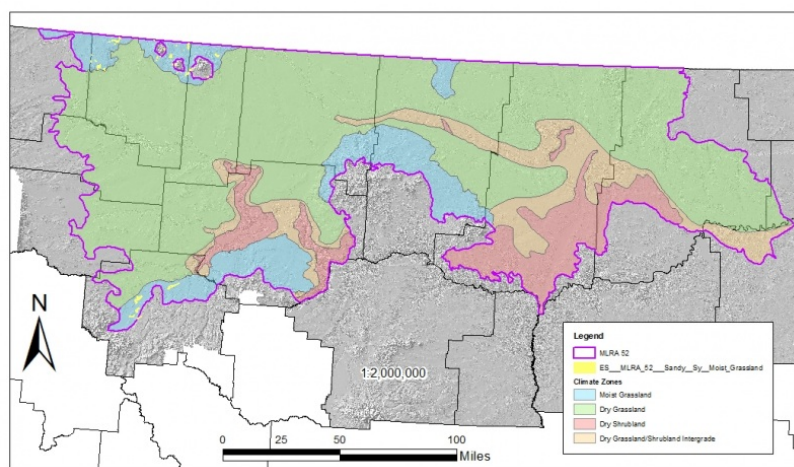 N
1:2,000,000
0 25 50 100
Miles
Legend
MLRA 52
ES___MLRA_52___Sandy__Sy__Moist_Grassland
Climate Zones
Moist Grassland
Dry Grassland
Dry Shrubland
Dry Grassland/Shrubland Intergrade